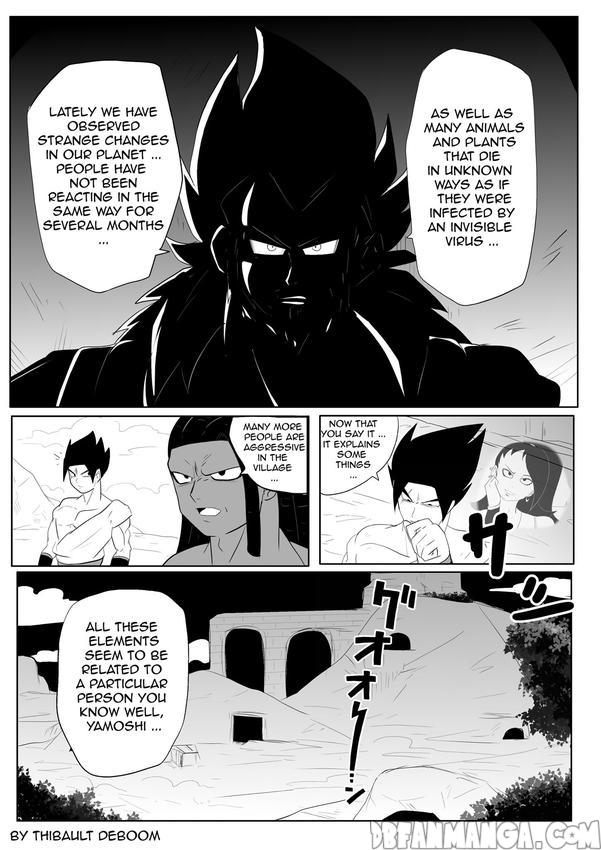 LATELY WE HAVE
OBSERVED
STRANGE CHANGES
IN OUR PLANET ...
PEOPLE HAVE
NOT BEEN
REACTING IN THE
SAME WAY FOR
SEVERAL MONTHS
...
AS WELL AS
MANY ANIMALS
AND PLANTS
THAT DIE
IN UNKNOWN
WAYS AS IF
THEY WERE
INFECTED BY
AN INVISIBLE
VIRUS ...
MANY MORE
PEOPLE ARE
AGGRESSIVE
IN THE
VILLAGE
...
NOW THAT
YOU SAY IT ...
IT EXPLAINS
SOME
THINGS ...
ザ
ALL THESE
ELEMENTS
SEEM TO BE
RELATED TO
A PARTICULAR
PERSON YOU
KNOW WELL,
YAMOSHI ...
グオオォー
BY THIBAULT DEBOOM
DBFANMANGA.COM